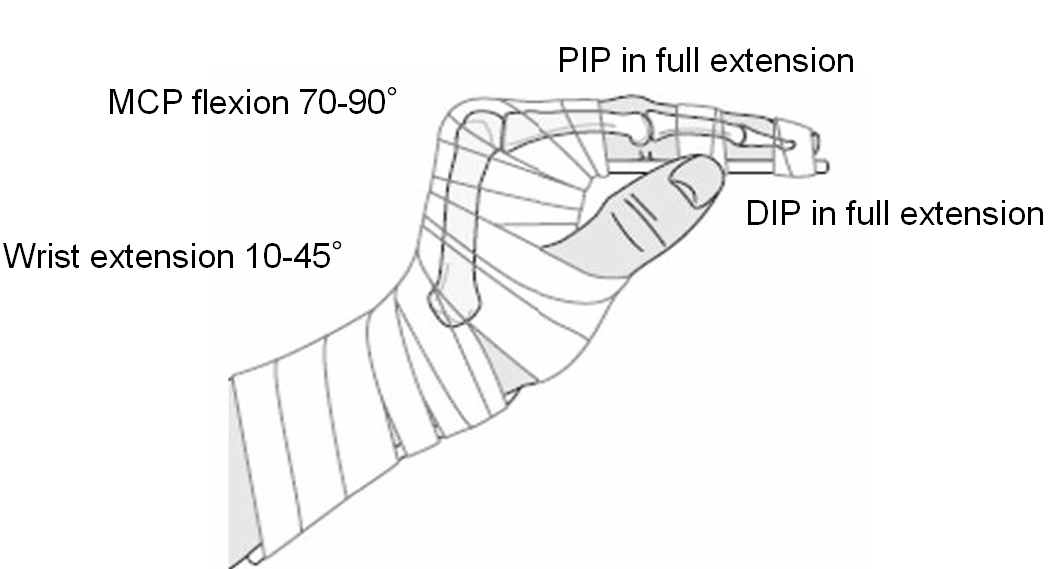 PIP in full extension
MCP flexion 70-90°
DIP in full extension
Wrist extension 10-45°